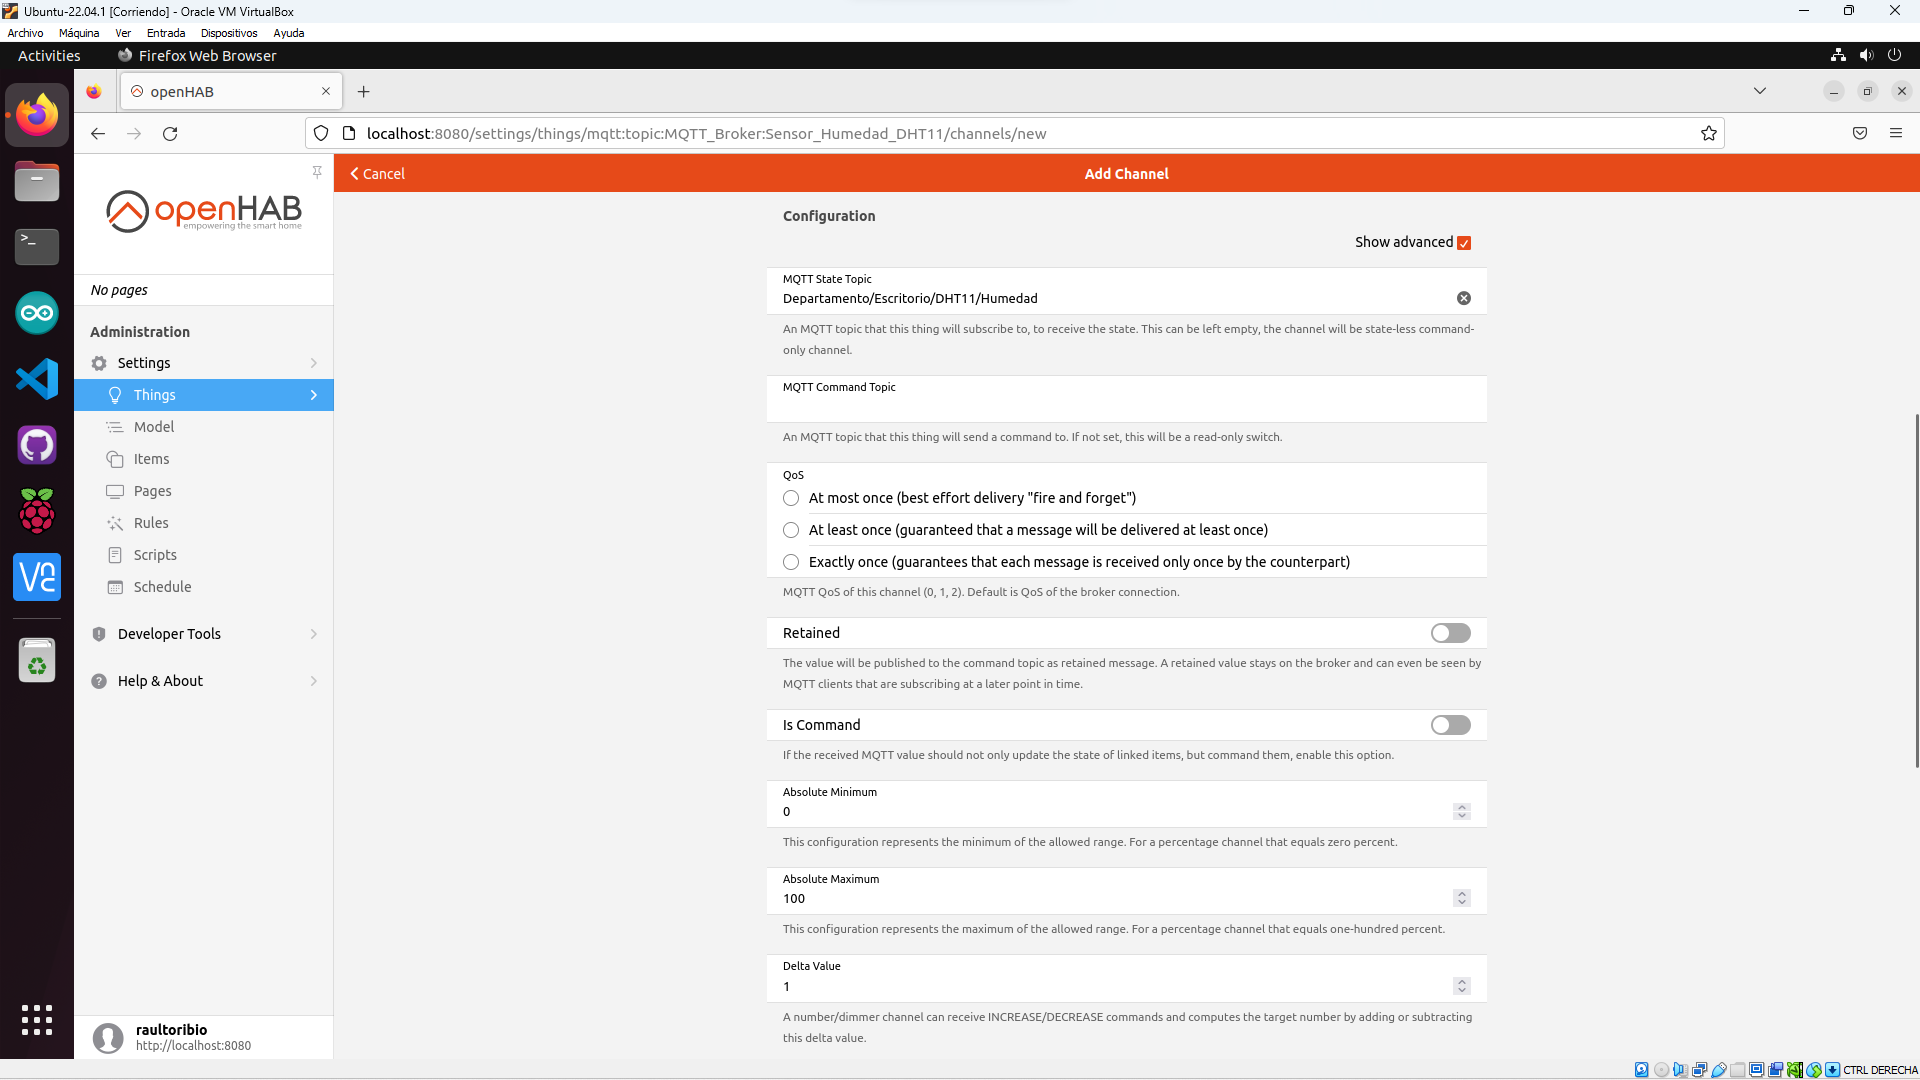 Ubuntu-22.04.1 [Corriendo] - Oracle VM VirtualBox
Archivo Máquina Ver Entrada Dispositivos Ayuda
Activities Firefox Web Browser
openHAB
localhost:8080/settings/things/mqtt:topic:MQTT_Broker:Sensor_Humedad_DHT11/channels/new
openHAB
empowering the smart home
No pages
Administration
Settings
Things
Model
Items
Pages
Rules
Scripts
Schedule
Developer Tools
Help & About
raultoribio
http://localhost:8080
Cancel
Add Channel
Configuration
Show advanced
MQTT State Topic
Departamento/Escritorio/DHT11/Humedad
An MQTT topic that this thing will subscribe to, to receive the state. This can be left empty, the channel will be state-less command-
only channel.
MQTT Command Topic
An MQTT topic that this thing will send a command to. If not set, this will be a read-only switch.
QoS
At most once (best effort delivery "fire and forget")
At least once (guaranteed that a message will be delivered at least once)
Exactly once (guarantees that each message is received only once by the counterpart)
MQTT QoS of this channel (0, 1, 2). Default is QoS of the broker connection.
Retained
The value will be published to the command topic as retained message. A retained value stays on the broker and can even be seen by
MQTT clients that are subscribing at a later point in time.
Is Command
If the received MQTT value should not only update the state of linked items, but command them, enable this option.
Absolute Minimum
0
This configuration represents the minimum of the allowed range. For a percentage channel that equals zero percent.
Absolute Maximum
100
This configuration represents the maximum of the allowed range. For a percentage channel that equals one-hundred percent.
Delta Value
1
A number/dimmer channel can receive INCREASE/DECREASE commands and computes the target number by adding or subtracting
this delta value.
CTRL DERECHA